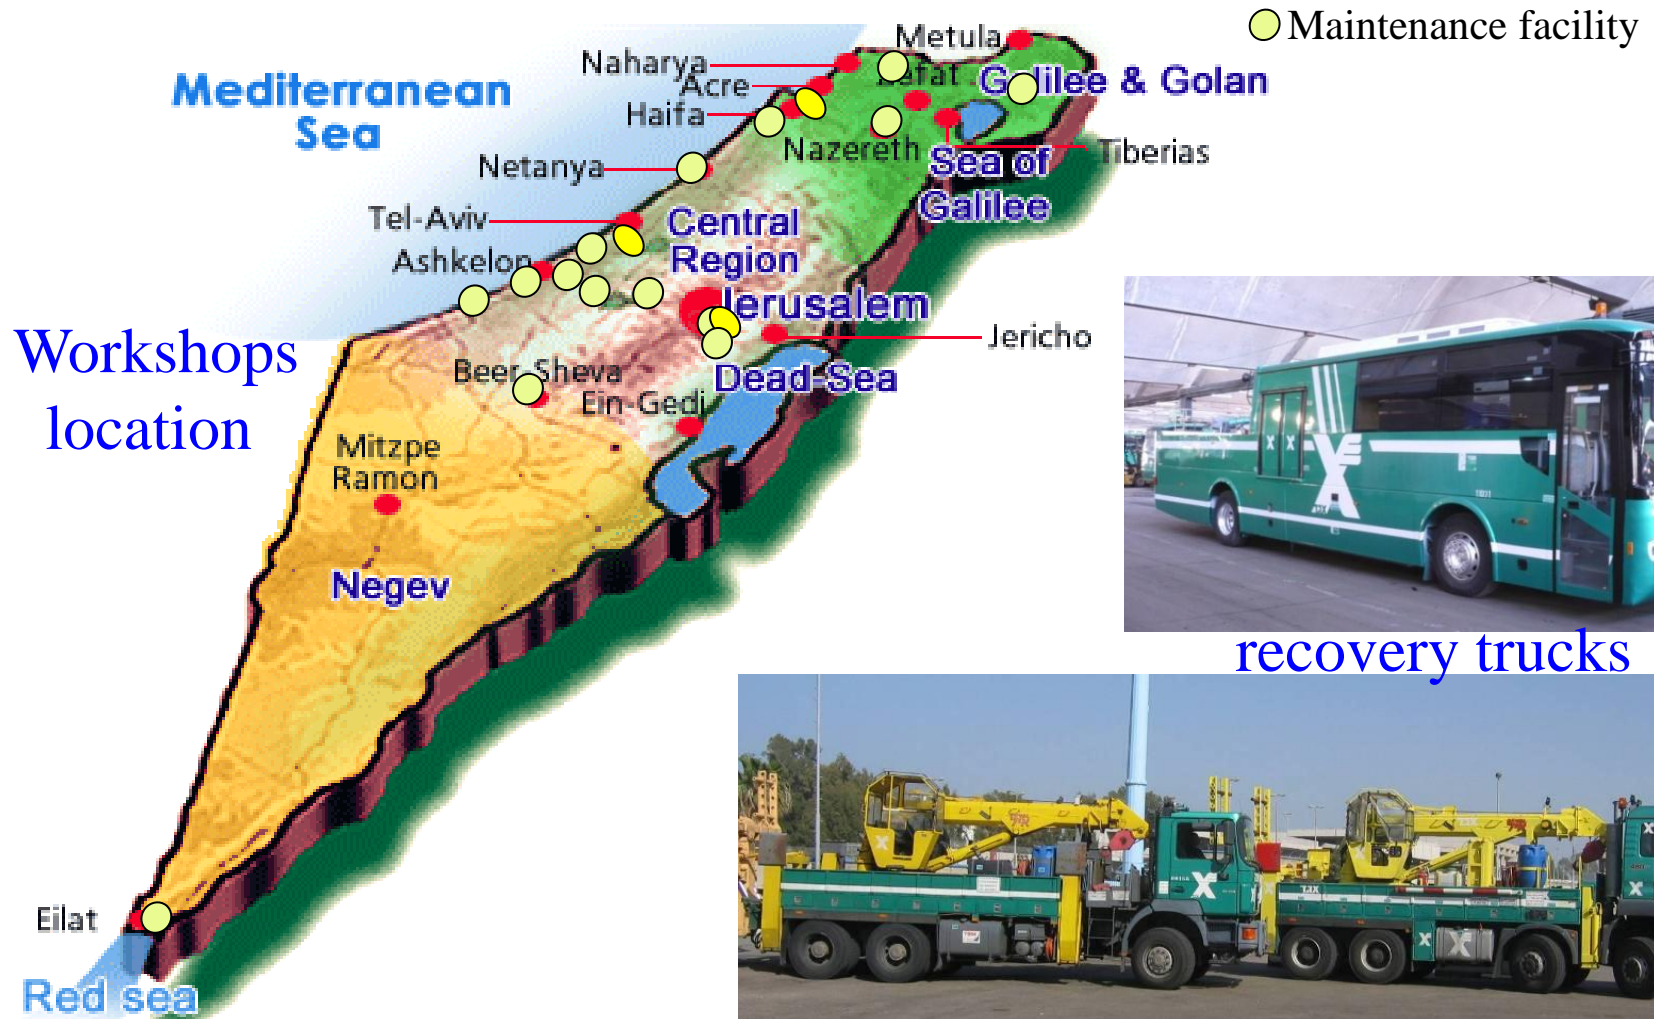 Maintenance facility
Metula
Naharya
Acre
Galilee & Golan
Mediterranean
Sea
Haifa
Nazereth
Tiberias
Sea of
Galilee
Netanya
Tel-Aviv
Central
Region
Ashkelon
Jerusalem
Jericho
Workshops
location
Beer-Sheva
Dead-Sea
Ein-Gedi
Mitzpe
Ramon
Negev
recovery trucks
Eilat
Red sea